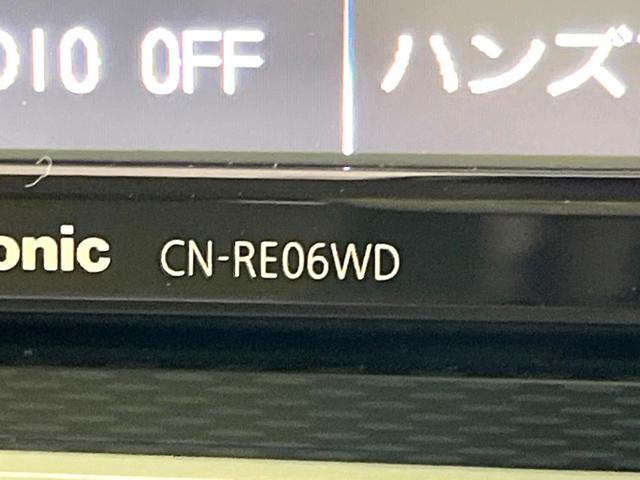 DIO OFF ハンズ
onic CN-RE06WD